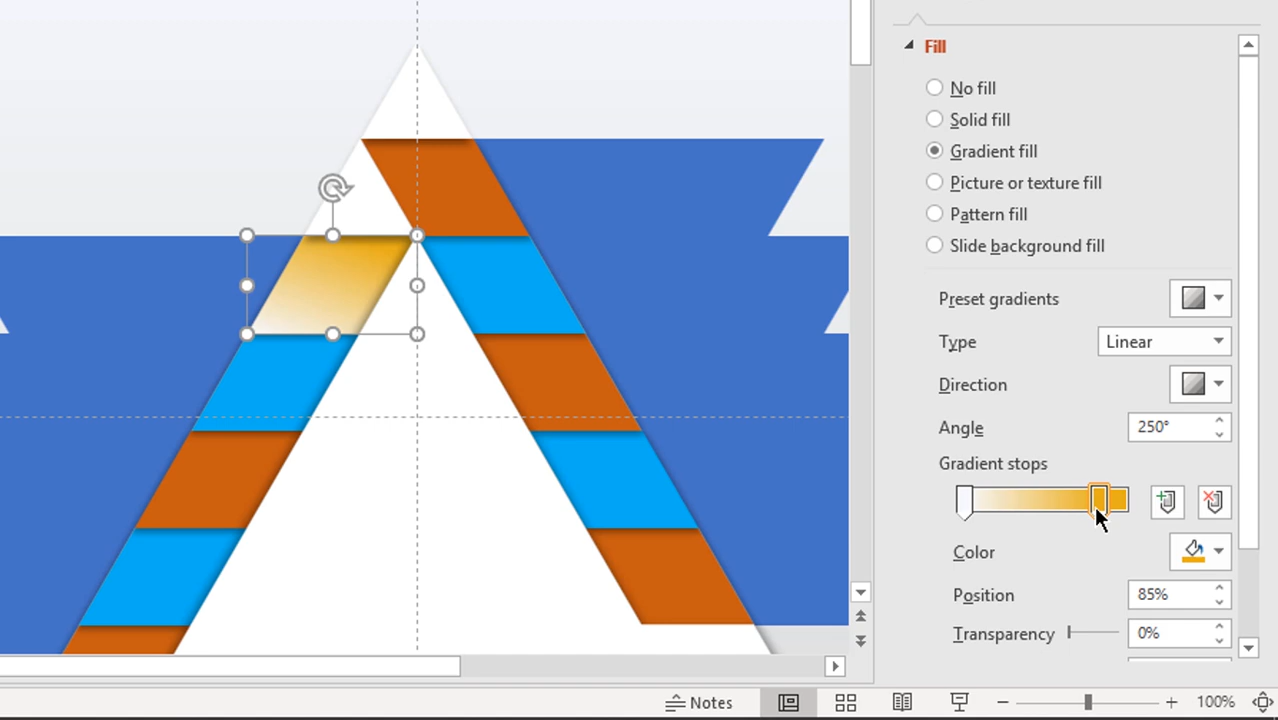 Fill
No fill
Solid fill
Gradient fill
Picture or texture fill
Pattern fill
Slide background fill
Preset gradients
Type Linear
Direction
Angle 250°
Gradient stops
Color
Position 85%
Transparency 0%
Notes 100%